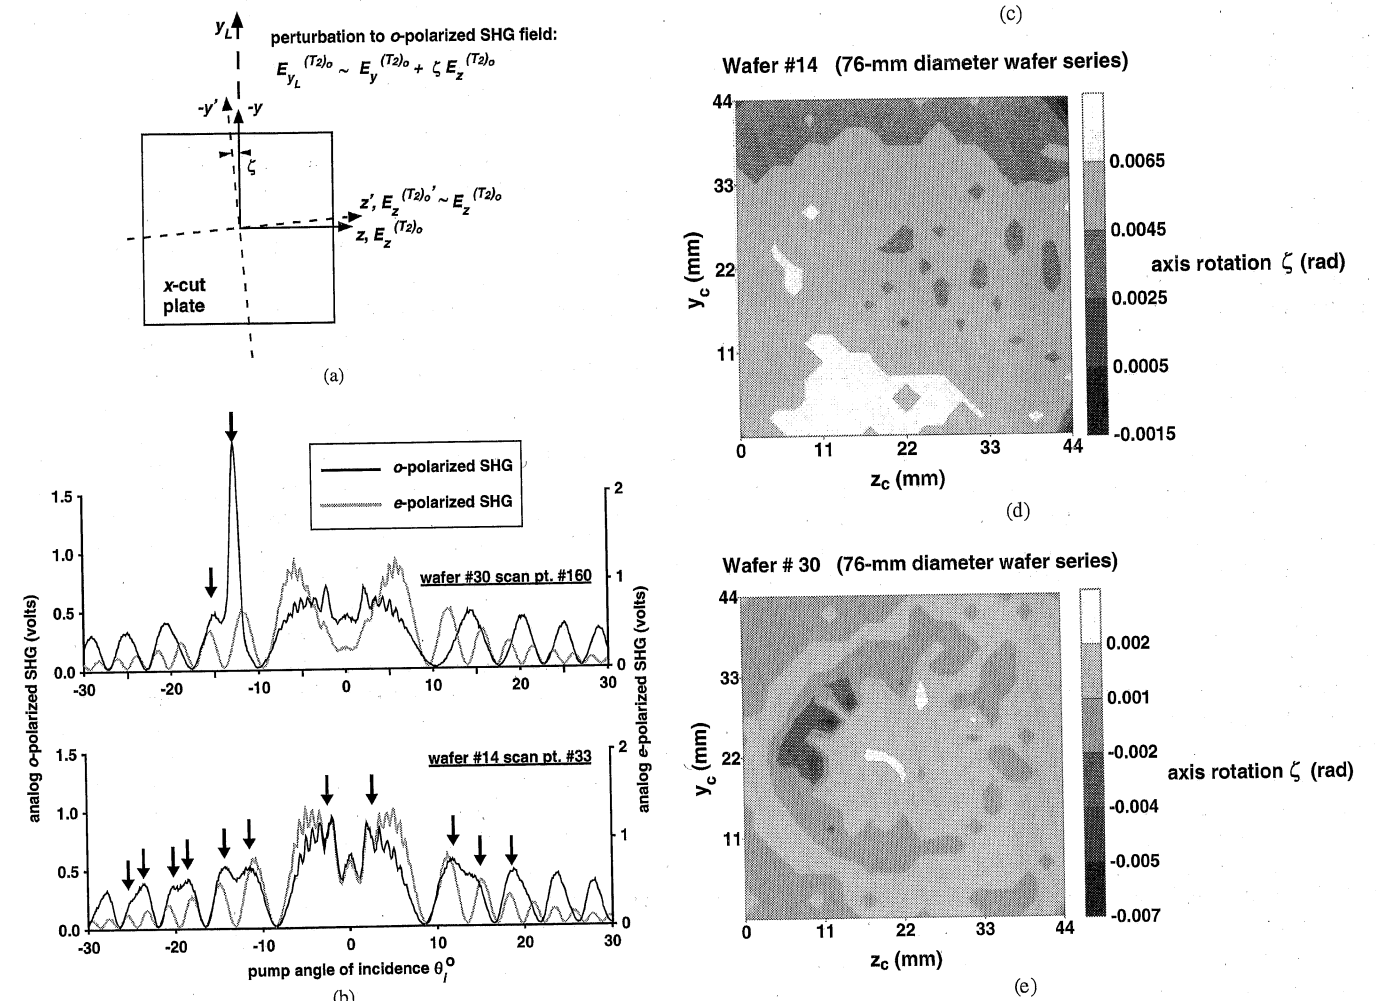 y_L
perturbation to o-polarized SHG field:
E_{y_L}^{(T2)o} ~ E_y^{(T2)o} + ζ E_z^{(T2)o}
-y' -y
ζ
z', E_z^{(T2)o}' ~ E_z^{(T2)o}
z, E_z^{(T2)o}
x-cut
plate
(a)
o-polarized SHG
e-polarized SHG
wafer #30 scan pt. #160
1.5
1.0
0.5
0.0
2
1
0
-30 -20 -10 0 10 20 30
wafer #14 scan pt. #33
1.5
1.0
0.5
0.0
2
1
0
-30 -20 -10 0 10 20 30
analog o-polarized SHG (volts)
analog e-polarized SHG (volts)
pump angle of incidence θ_i^o
(b)
(c)
Wafer #14 (76-mm diameter wafer series)
44
33
22
11
y_c (mm)
0 11 22 33 44
z_c (mm)
0.0065
0.0045
0.0025
0.0005
-0.0015
axis rotation ζ (rad)
(d)
Wafer # 30 (76-mm diameter wafer series)
44
33
22
11
y_c (mm)
0 11 22 33 44
z_c (mm)
0.002
0.001
-0.002
-0.004
-0.005
-0.007
axis rotation ζ (rad)
(e)